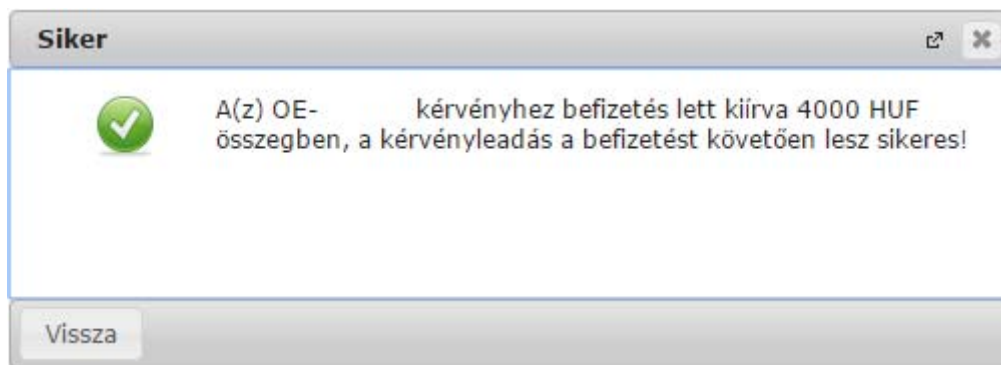 Siker
A(z) OE- kérvényhez befizetés lett kiírva 4000 HUF
összegben, a kérvényleadás a befizetést követően lesz sikeres!
Vissza